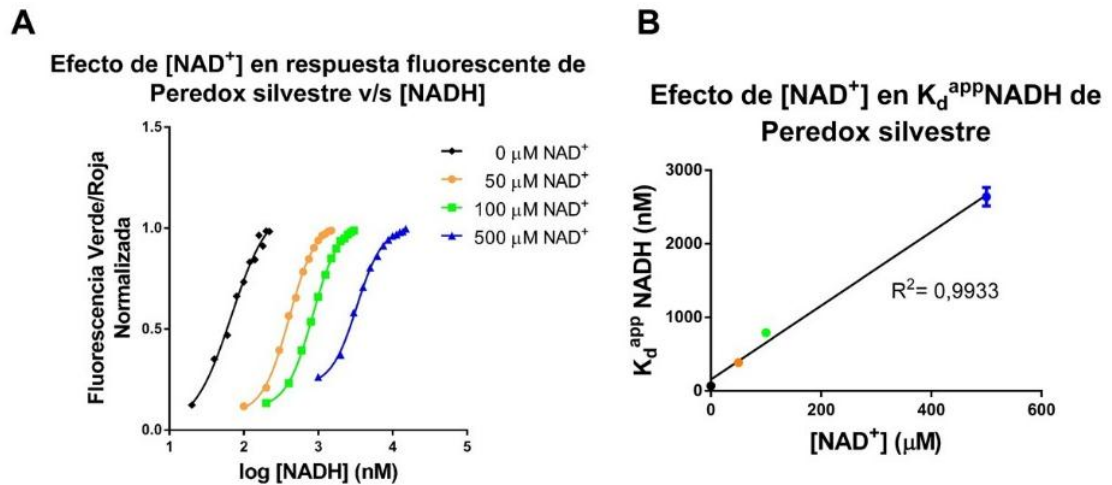 A
Efecto de [NAD⁺] en respuesta fluorescente de
Peredox silvestre v/s [NADH]
Fluorescencia Verde/Roja
Normalizada
1.5
1.0
0.5
0.0
1 2 3 4 5
log [NADH] (nM)
0 μM NAD⁺
50 μM NAD⁺
100 μM NAD⁺
500 μM NAD⁺
B
Efecto de [NAD⁺] en Kdᵃᵖᵖ NADH de
Peredox silvestre
Kdᵃᵖᵖ NADH (nM)
3000
2000
1000
0
R²= 0,9933
0 200 400 600
[NAD⁺] (μM)